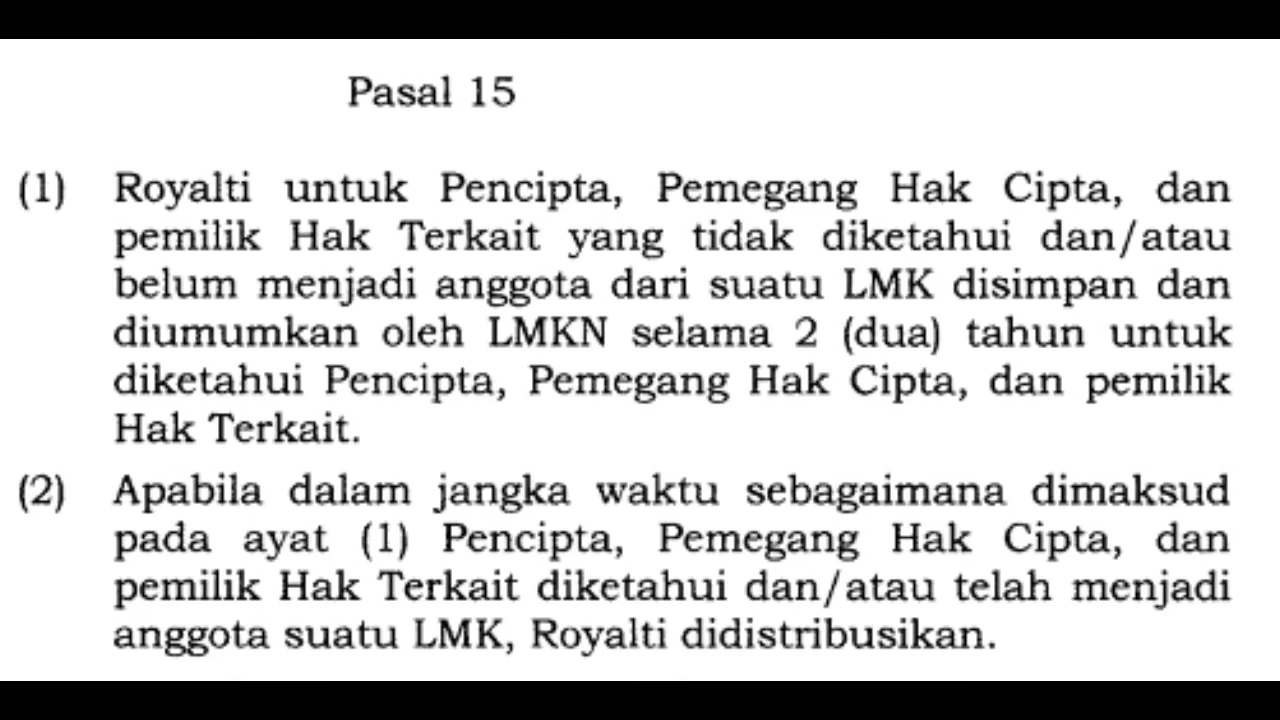 Pasal 15
(1) Royalti untuk Pencipta, Pemegang Hak Cipta, dan
pemilik Hak Terkait yang tidak diketahui dan/atau
belum menjadi anggota dari suatu LMK disimpan dan
diumumkan oleh LMKN selama 2 (dua) tahun untuk
diketahui Pencipta, Pemegang Hak Cipta, dan pemilik
Hak Terkait.
(2) Apabila dalam jangka waktu sebagaimana dimaksud
pada ayat (1) Pencipta, Pemegang Hak Cipta, dan
pemilik Hak Terkait diketahui dan/atau telah menjadi
anggota suatu LMK, Royalti didistribusikan.